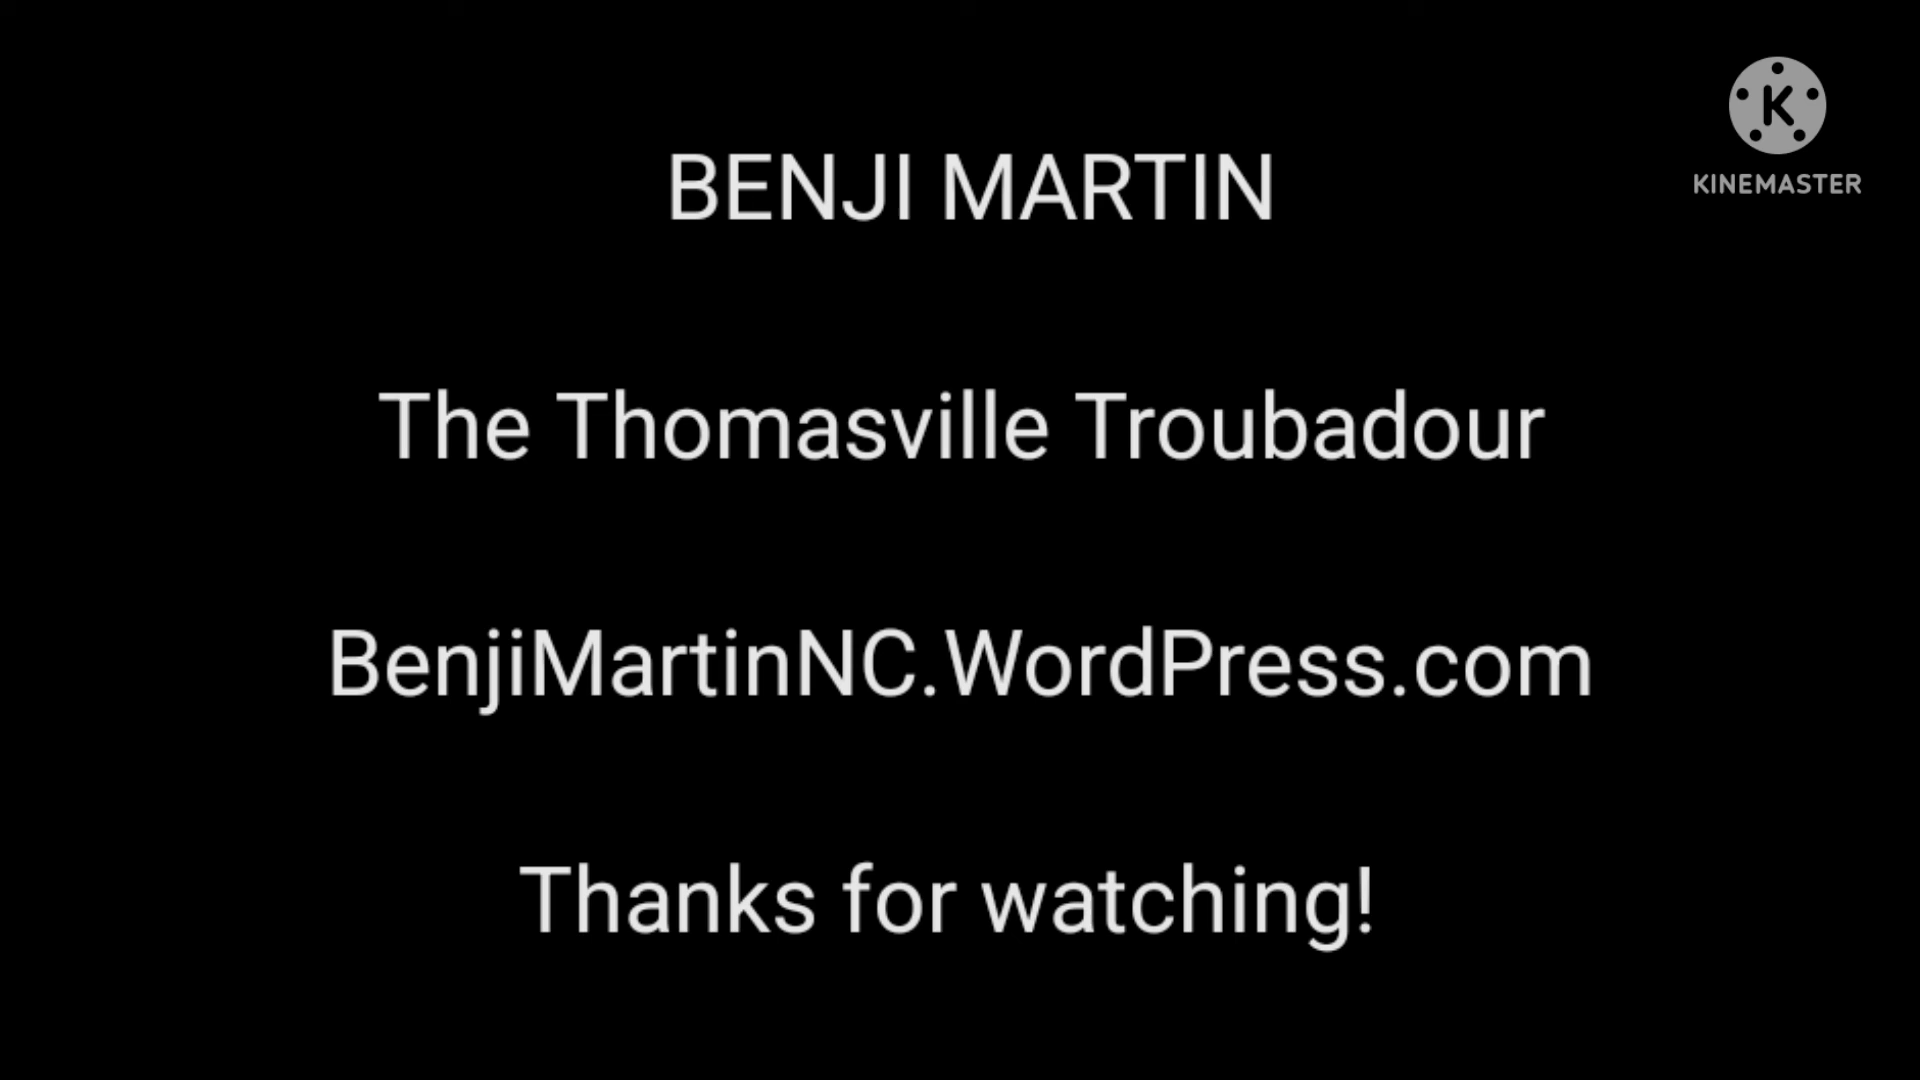 BENJI MARTIN
KINEMASTER
The Thomasville Troubadour
BenjiMartinNC.WordPress.com
Thanks for watching!